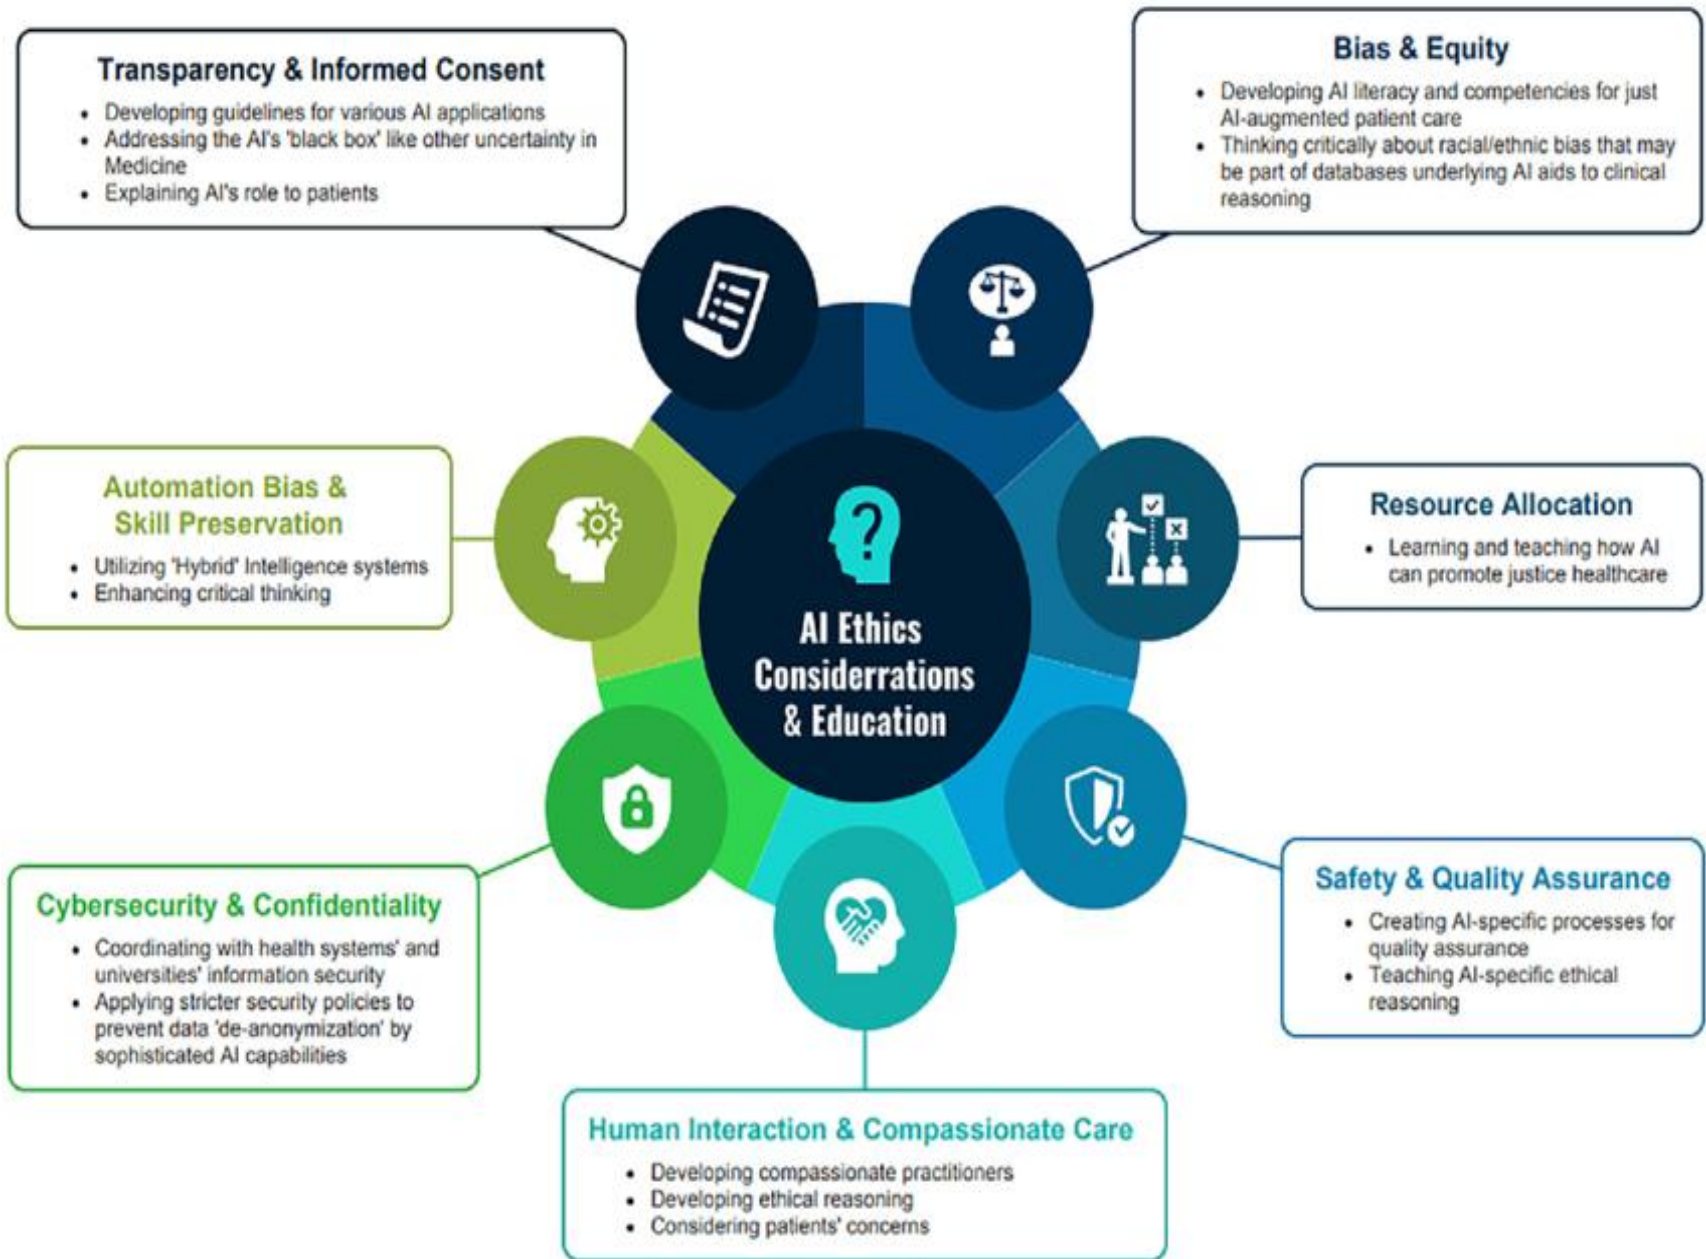 Transparency & Informed Consent
• Developing guidelines for various AI applications
• Addressing the AI's 'black box' like other uncertainty in
Medicine
• Explaining AI's role to patients
Bias & Equity
• Developing AI literacy and competencies for just
AI-augmented patient care
• Thinking critically about racial/ethnic bias that may
be part of databases underlying AI aids to clinical
reasoning
Automation Bias &
Skill Preservation
• Utilizing 'Hybrid' Intelligence systems
• Enhancing critical thinking
?
AI Ethics
Considerrations
& Education
Resource Allocation
• Learning and teaching how AI
can promote justice healthcare
Cybersecurity & Confidentiality
• Coordinating with health systems' and
universities' information security
• Applying stricter security policies to
prevent data 'de-anonymization' by
sophisticated AI capabilities
Safety & Quality Assurance
• Creating AI-specific processes for
quality assurance
• Teaching AI-specific ethical
reasoning
Human Interaction & Compassionate Care
• Developing compassionate practitioners
• Developing ethical reasoning
• Considering patients' concerns